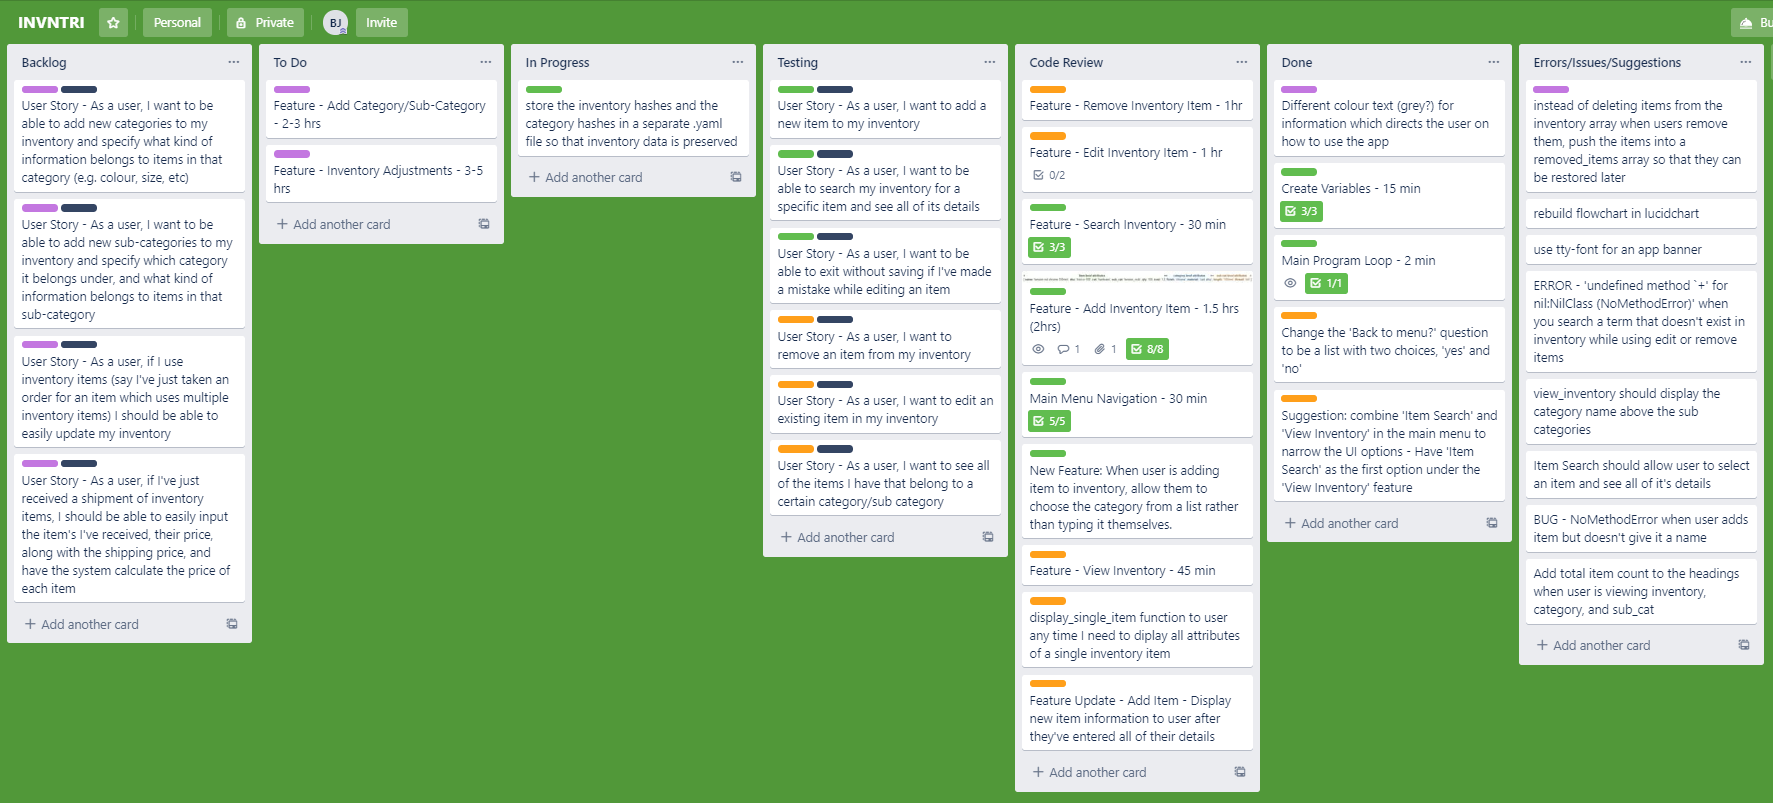 INVNTRI
Personal
Private
BJ
Invite
Bu
Backlog
User Story - As a user, I want to be
able to add new categories to my
inventory and specify what kind of
information belongs to items in that
category (e.g. colour, size, etc)
User Story - As a user, I want to be
able to add new sub-categories to my
inventory and specify which category
it belongs under, and what kind of
information belongs to items in that
sub-category
User Story - As a user, if I use
inventory items (say I've just taken an
order for an item which uses multiple
inventory items) I should be able to
easily update my inventory
User Story - As a user, if I've just
received a shipment of inventory
items, I should be able to easily input
the item's I've received, their price,
along with the shipping price, and
have the system calculate the price of
each item
+ Add another card
To Do
Feature - Add Category/Sub-Category
- 2-3 hrs
Feature - Inventory Adjustments - 3-5
hrs
+ Add another card
In Progress
store the inventory hashes and the
category hashes in a separate .yaml
file so that inventory data is preserved
+ Add another card
Testing
User Story - As a user, I want to add a
new item to my inventory
User Story - As a user, I want to be
able to search my inventory for a
specific item and see all of its details
User Story - As a user, I want to be
able to exit without saving if I've made
a mistake while editing an item
User Story - As a user, I want to
remove an item from my inventory
User Story - As a user, I want to edit an
existing item in my inventory
User Story - As a user, I want to see all
of the items I have that belong to a
certain category/sub category
+ Add another card
Code Review
Feature - Remove Inventory Item - 1hr
Feature - Edit Inventory Item - 1 hr
0/2
Feature - Search Inventory - 30 min
3/3
Feature - Add Inventory Item - 1.5 hrs
(2hrs)
1 1 8/8
Main Menu Navigation - 30 min
5/5
New Feature: When user is adding
item to inventory, allow them to
choose the category from a list rather
than typing it themselves.
Feature - View Inventory - 45 min
display_single_item function to user
any time I need to diplay all attributes
of a single inventory item
Feature Update - Add Item - Display
new item information to user after
they've entered all of their details
+ Add another card
Done
Different colour text (grey?) for
information which directs the user on
how to use the app
Create Variables - 15 min
3/3
Main Program Loop - 2 min
1/1
Change the 'Back to menu?' question
to be a list with two choices, 'yes' and
'no'
Suggestion: combine 'Item Search' and
'View Inventory' in the main menu to
narrow the UI options - Have 'Item
Search' as the first option under the
'View Inventory' feature
+ Add another card
Errors/Issues/Suggestions
instead of deleting items from the
inventory array when users remove
them, push the items into a
removed_items array so that they can
be restored later
rebuild flowchart in lucidchart
use tty-font for an app banner
ERROR - 'undefined method `+' for
nil:NilClass (NoMethodError)' when
you search a term that doesn't exist in
inventory while using edit or remove
items
view_inventory should display the
category name above the sub
categories
Item Search should allow user to select
an item and see all of it's details
BUG - NoMethodError when user adds
item but doesn't give it a name
Add total item count to the headings
when user is viewing inventory,
category, and sub_cat
+ Add another card